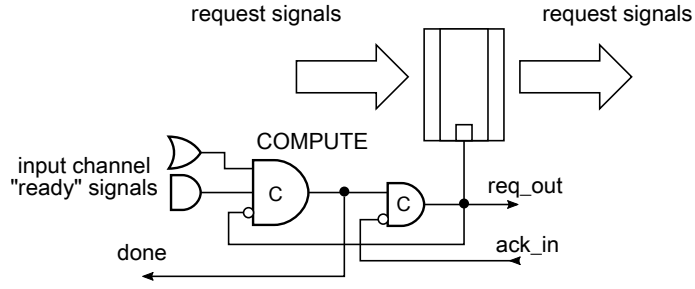 request signals
request signals
COMPUTE
input channel
"ready" signals
C
C
req_out
done
ack_in